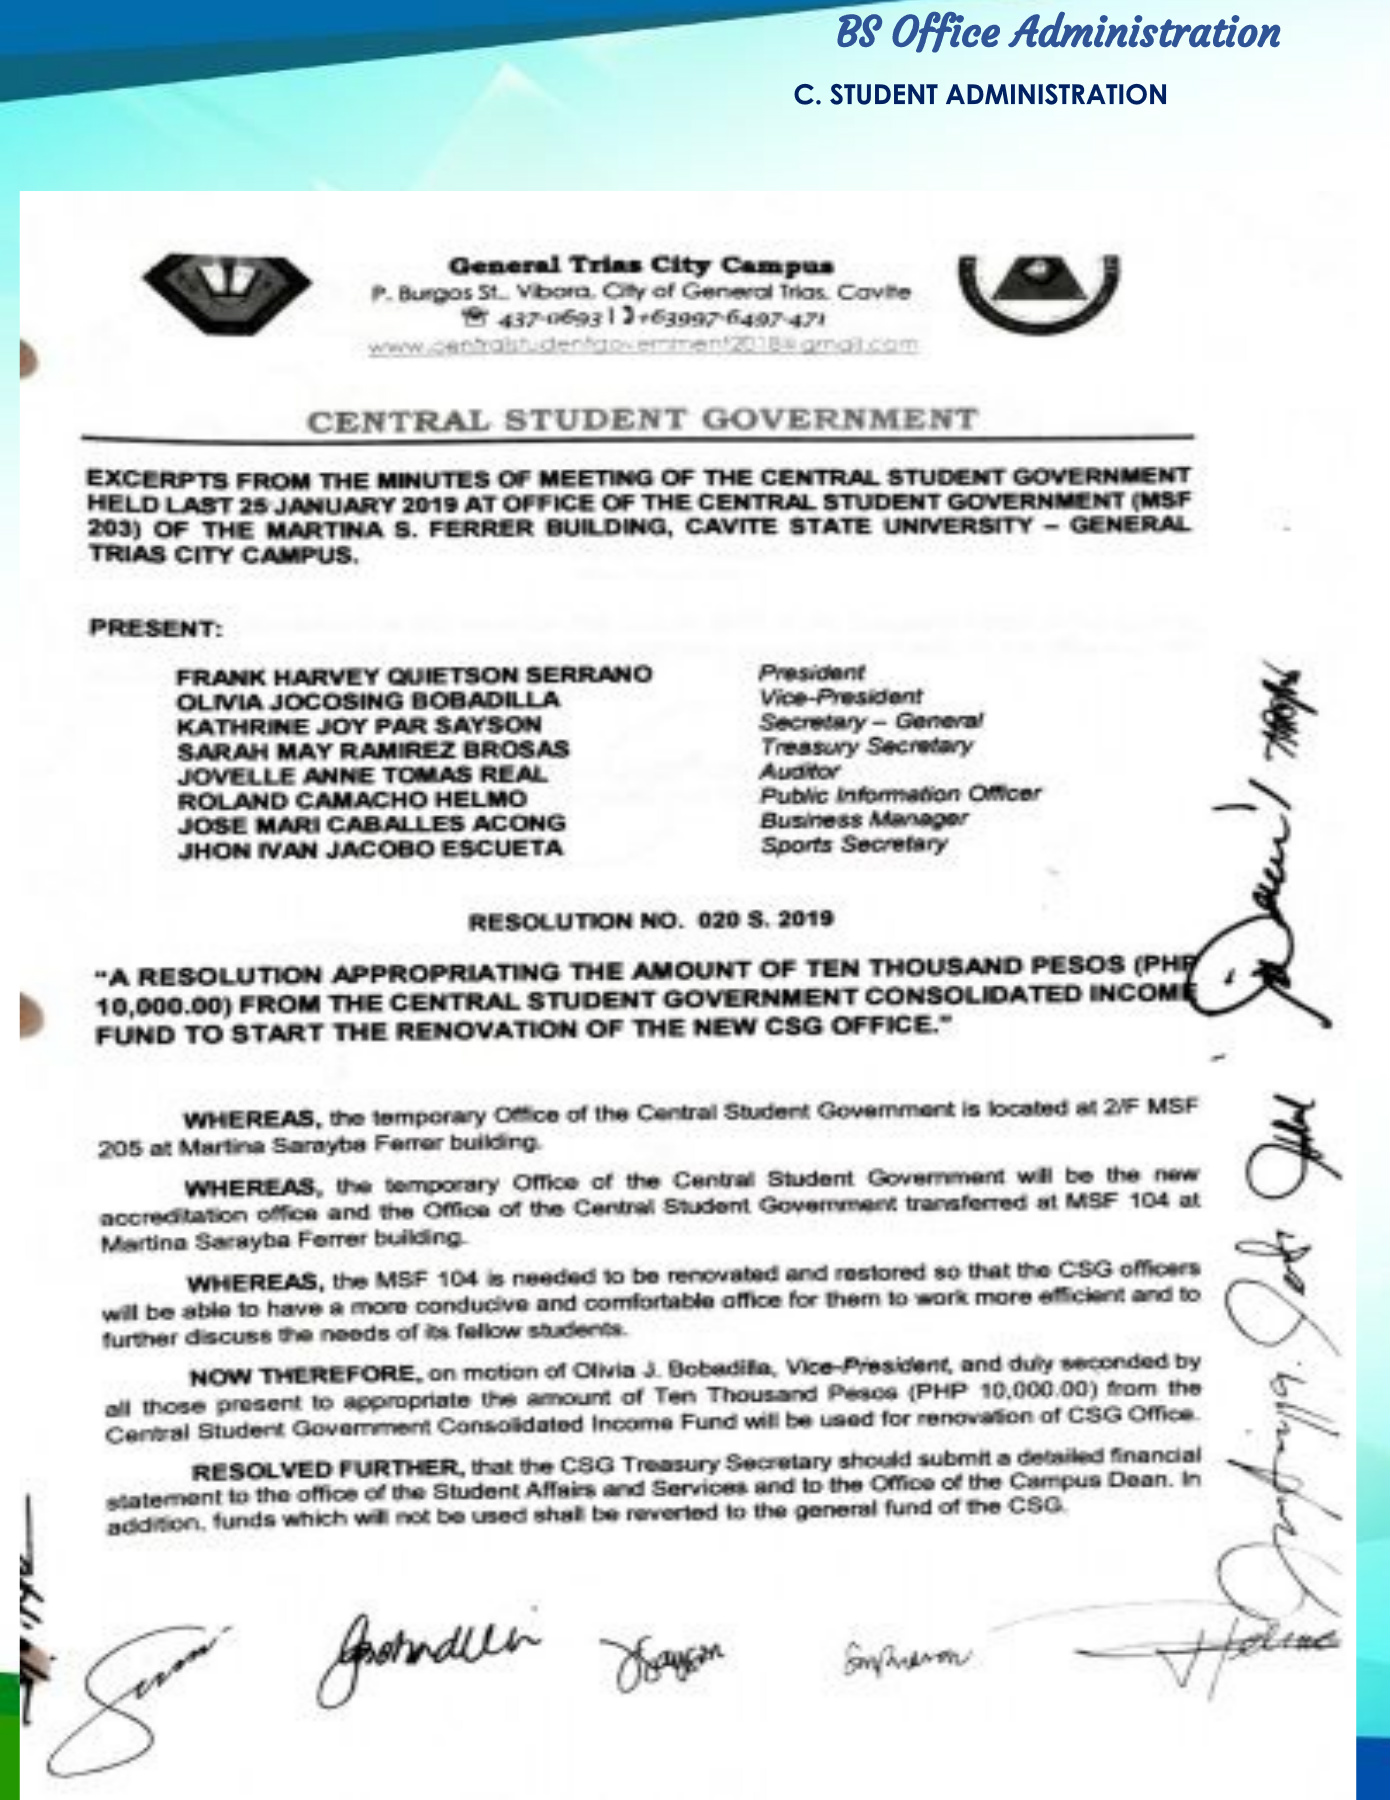 BS Office Administration
C. STUDENT ADMINISTRATION
General Trias City Campus
P. Burgos St., Vibora, City of General Trias, Cavite
437-0693 | +63997-6497-471
www.centralstudentgovernment2018@gmail.com
CENTRAL STUDENT GOVERNMENT
EXCERPTS FROM THE MINUTES OF MEETING OF THE CENTRAL STUDENT GOVERNMENT
HELD LAST 25 JANUARY 2019 AT OFFICE OF THE CENTRAL STUDENT GOVERNMENT (MSF
203) OF THE MARTINA S. FERRER BUILDING, CAVITE STATE UNIVERSITY – GENERAL
TRIAS CITY CAMPUS.
PRESENT:
FRANK HARVEY QUIETSON SERRANO President
OLIVIA JOCOSING BOBADILLA Vice-President
KATHRINE JOY PAR SAYSON Secretary – General
SARAH MAY RAMIREZ BROSAS Treasury Secretary
JOVELLE ANNE TOMAS REAL Auditor
ROLAND CAMACHO HELMO Public Information Officer
JOSE MARI CABALLES ACONG Business Manager
JHON IVAN JACOBO ESCUETA Sports Secretary
RESOLUTION NO. 020 S. 2019
"A RESOLUTION APPROPRIATING THE AMOUNT OF TEN THOUSAND PESOS (PHP
10,000.00) FROM THE CENTRAL STUDENT GOVERNMENT CONSOLIDATED INCOME
FUND TO START THE RENOVATION OF THE NEW CSG OFFICE."
WHEREAS, the temporary Office of the Central Student Government is located at 2/F MSF
205 at Martina Sarayba Ferrer building.
WHEREAS, the temporary Office of the Central Student Government will be the new
accreditation office and the Office of the Central Student Government transferred at MSF 104 at
Martina Sarayba Ferrer building.
WHEREAS, the MSF 104 is needed to be renovated and restored so that the CSG officers
will be able to have a more conducive and comfortable office for them to work more efficient and to
further discuss the needs of its fellow students.
NOW THEREFORE, on motion of Olivia J. Bobadilla, Vice-President, and duly seconded by
all those present to appropriate the amount of Ten Thousand Pesos (PHP 10,000.00) from the
Central Student Government Consolidated Income Fund will be used for renovation of CSG Office.
RESOLVED FURTHER, that the CSG Treasury Secretary should submit a detailed financial
statement to the office of the Student Affairs and Services and to the Office of the Campus Dean. In
addition, funds which will not be used shall be reverted to the general fund of the CSG.